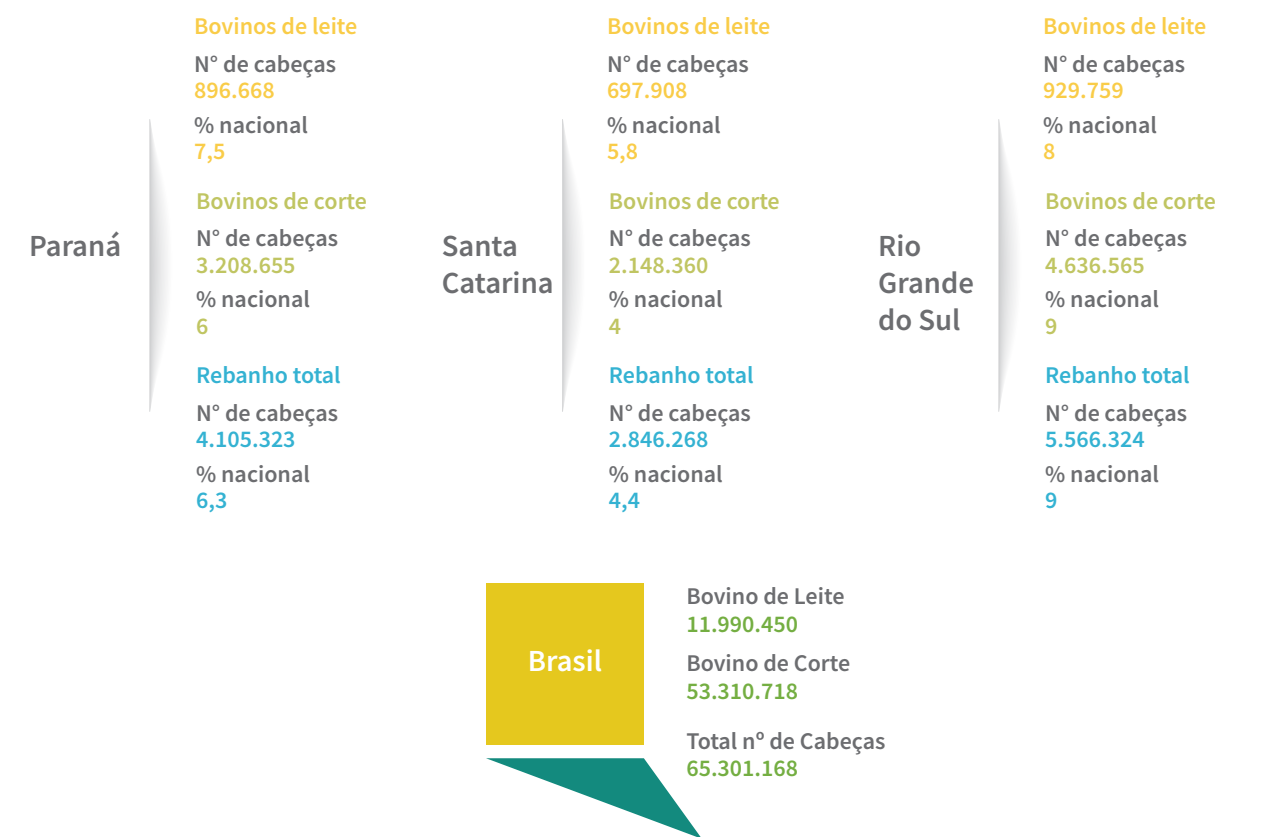 Paraná
Bovinos de leite
N° de cabeças
896.668
% nacional
7,5
Bovinos de corte
N° de cabeças
3.208.655
% nacional
6
Rebanho total
N° de cabeças
4.105.323
% nacional
6,3
Santa
Catarina
Bovinos de leite
N° de cabeças
697.908
% nacional
5,8
Bovinos de corte
N° de cabeças
2.148.360
% nacional
4
Rebanho total
N° de cabeças
2.846.268
% nacional
4,4
Rio
Grande
do Sul
Bovinos de leite
N° de cabeças
929.759
% nacional
8
Bovinos de corte
N° de cabeças
4.636.565
% nacional
9
Rebanho total
N° de cabeças
5.566.324
% nacional
9
Brasil
Bovino de Leite
11.990.450
Bovino de Corte
53.310.718
Total nº de Cabeças
65.301.168